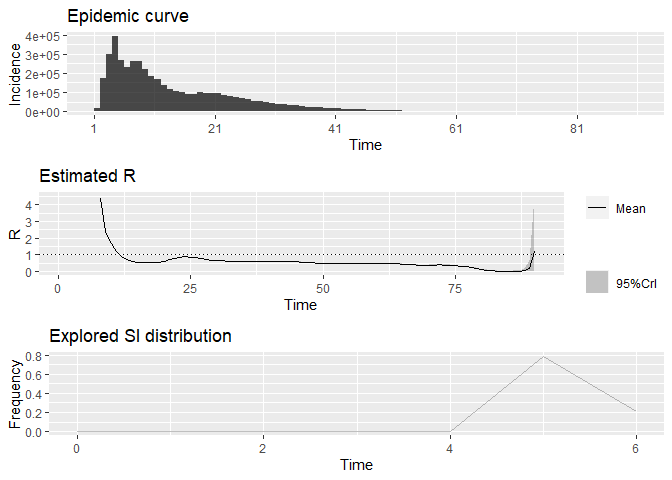 Epidemic curve
4e+05
3e+05
2e+05
1e+05
0e+00
Incidence
1 21 41 61 81
Time
Estimated R
4
3
2
1
0
R
0 25 50 75
Time
Mean
95%CrI
Explored SI distribution
0.8
0.6
0.4
0.2
0.0
Frequency
0 2 4 6
Time